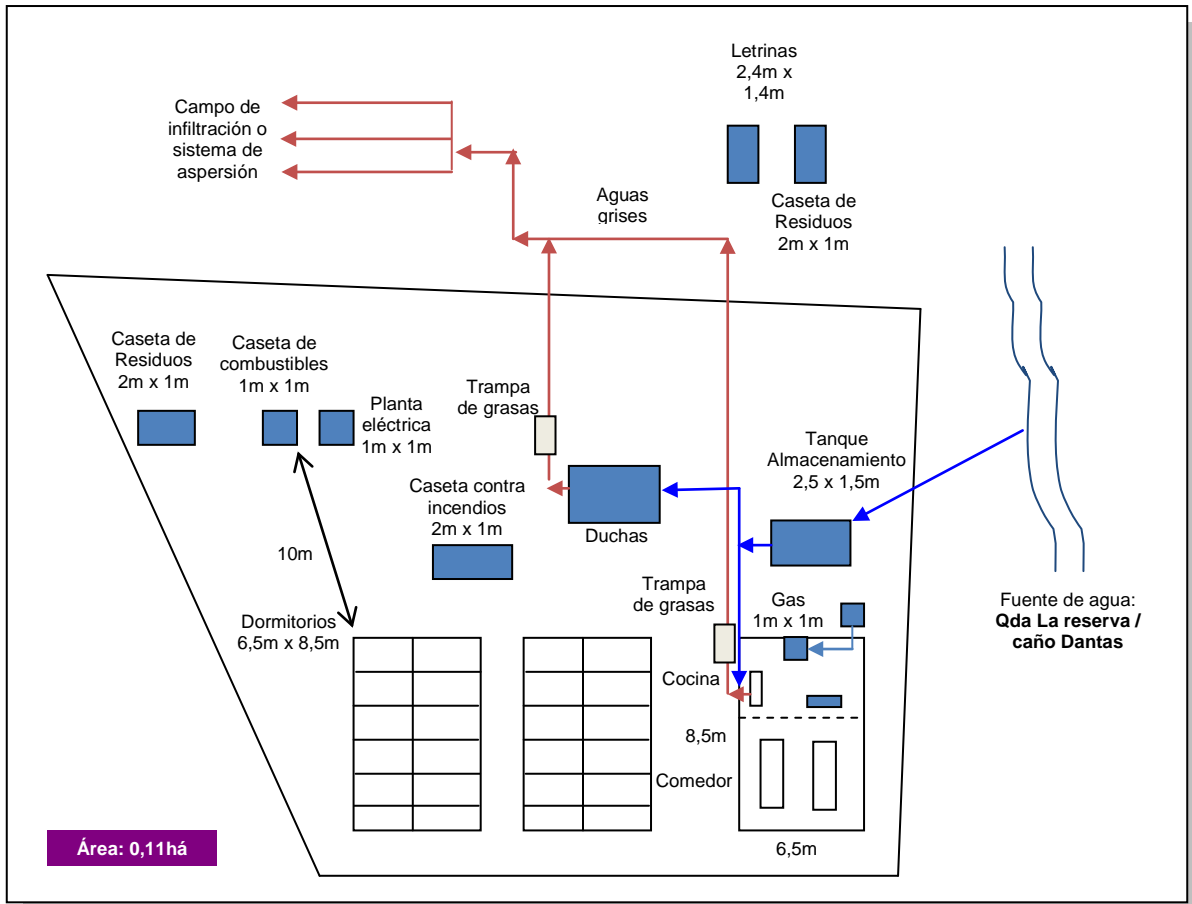 Letrinas
2,4m x
1,4m
Campo de
infiltración o
sistema de
aspersión
Aguas
grises
Caseta de
Residuos
2m x 1m
Caseta de
Residuos
2m x 1m
Caseta de
combustibles
1m x 1m
Planta
eléctrica
1m x 1m
Trampa
de grasas
Tanque
Almacenamiento
2,5 x 1,5m
Caseta contra
incendios
2m x 1m
Duchas
10m
Trampa
de grasas
Gas
1m x 1m
Fuente de agua:
Qda La reserva /
caño Dantas
Dormitorios
6,5m x 8,5m
Cocina
8,5m
Comedor
6,5m
Área: 0,11há